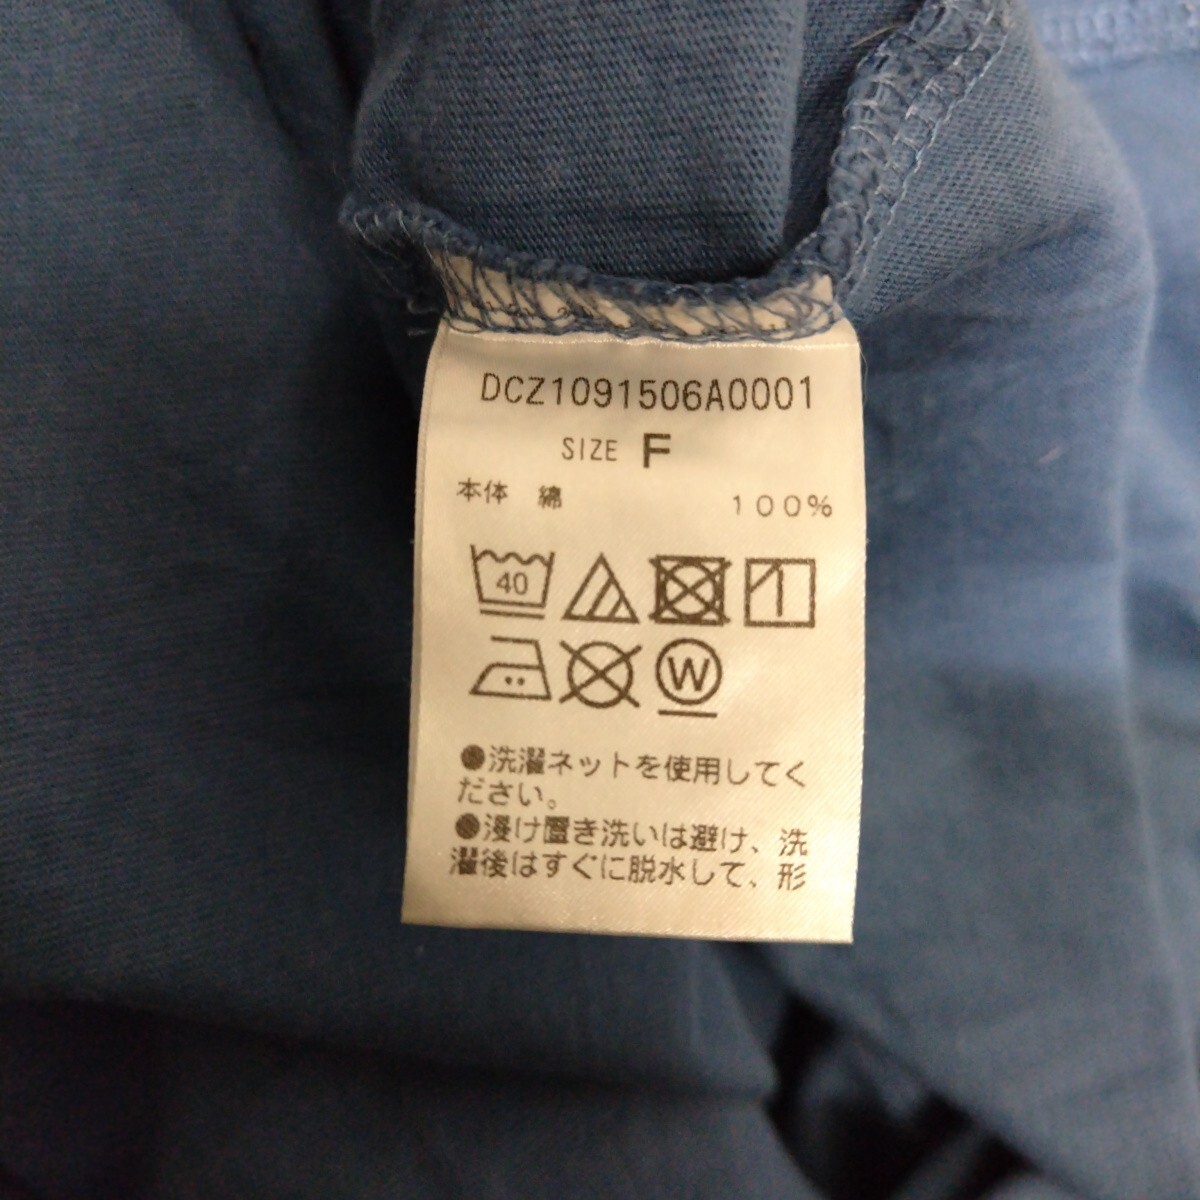 DCZ1091506A0001
SIZE F
本体 綿 100%
40
W
●洗濯ネットを使用してく
ださい。
●浸け置き洗いは避け、洗
濯後はすぐに脱水して、形